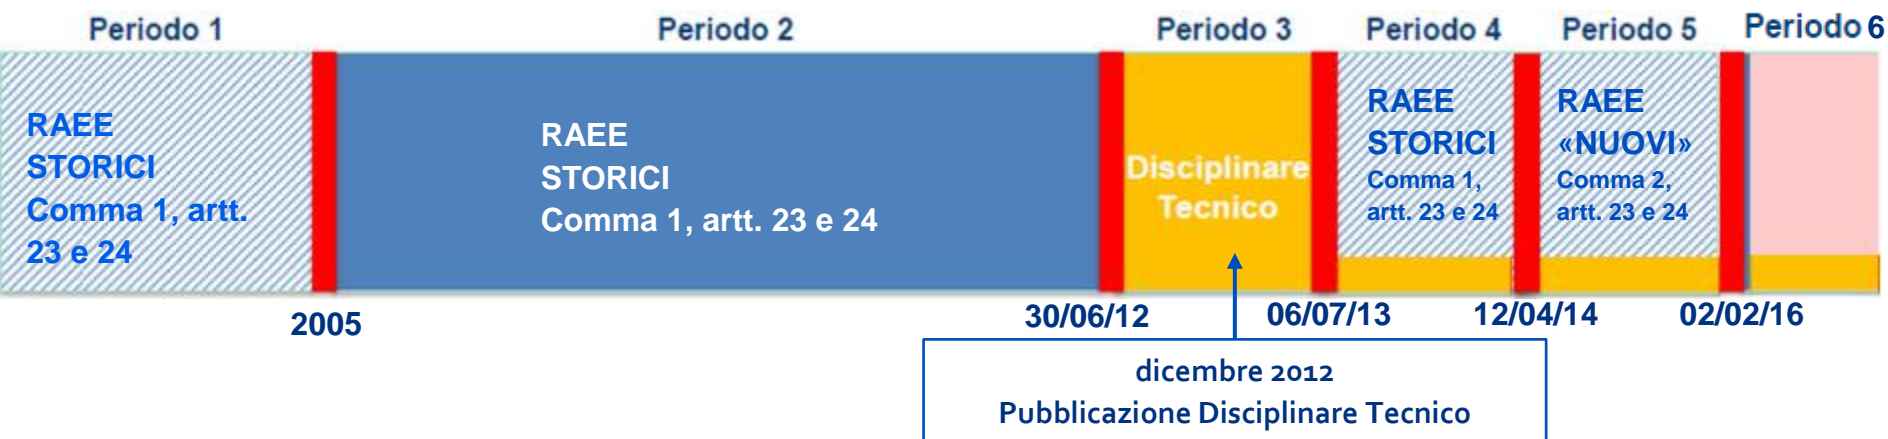 Periodo 1
Periodo 2
Periodo 3
Periodo 4
Periodo 5
Periodo 6
RAEE
STORICI
Comma 1, artt.
23 e 24
RAEE
STORICI
Comma 1, artt. 23 e 24
Disciplinare
Tecnico
RAEE
STORICI
Comma 1,
artt. 23 e 24
RAEE
«NUOVI»
Comma 2,
artt. 23 e 24
2005
30/06/12
06/07/13
12/04/14
02/02/16
dicembre 2012
Pubblicazione Disciplinare Tecnico